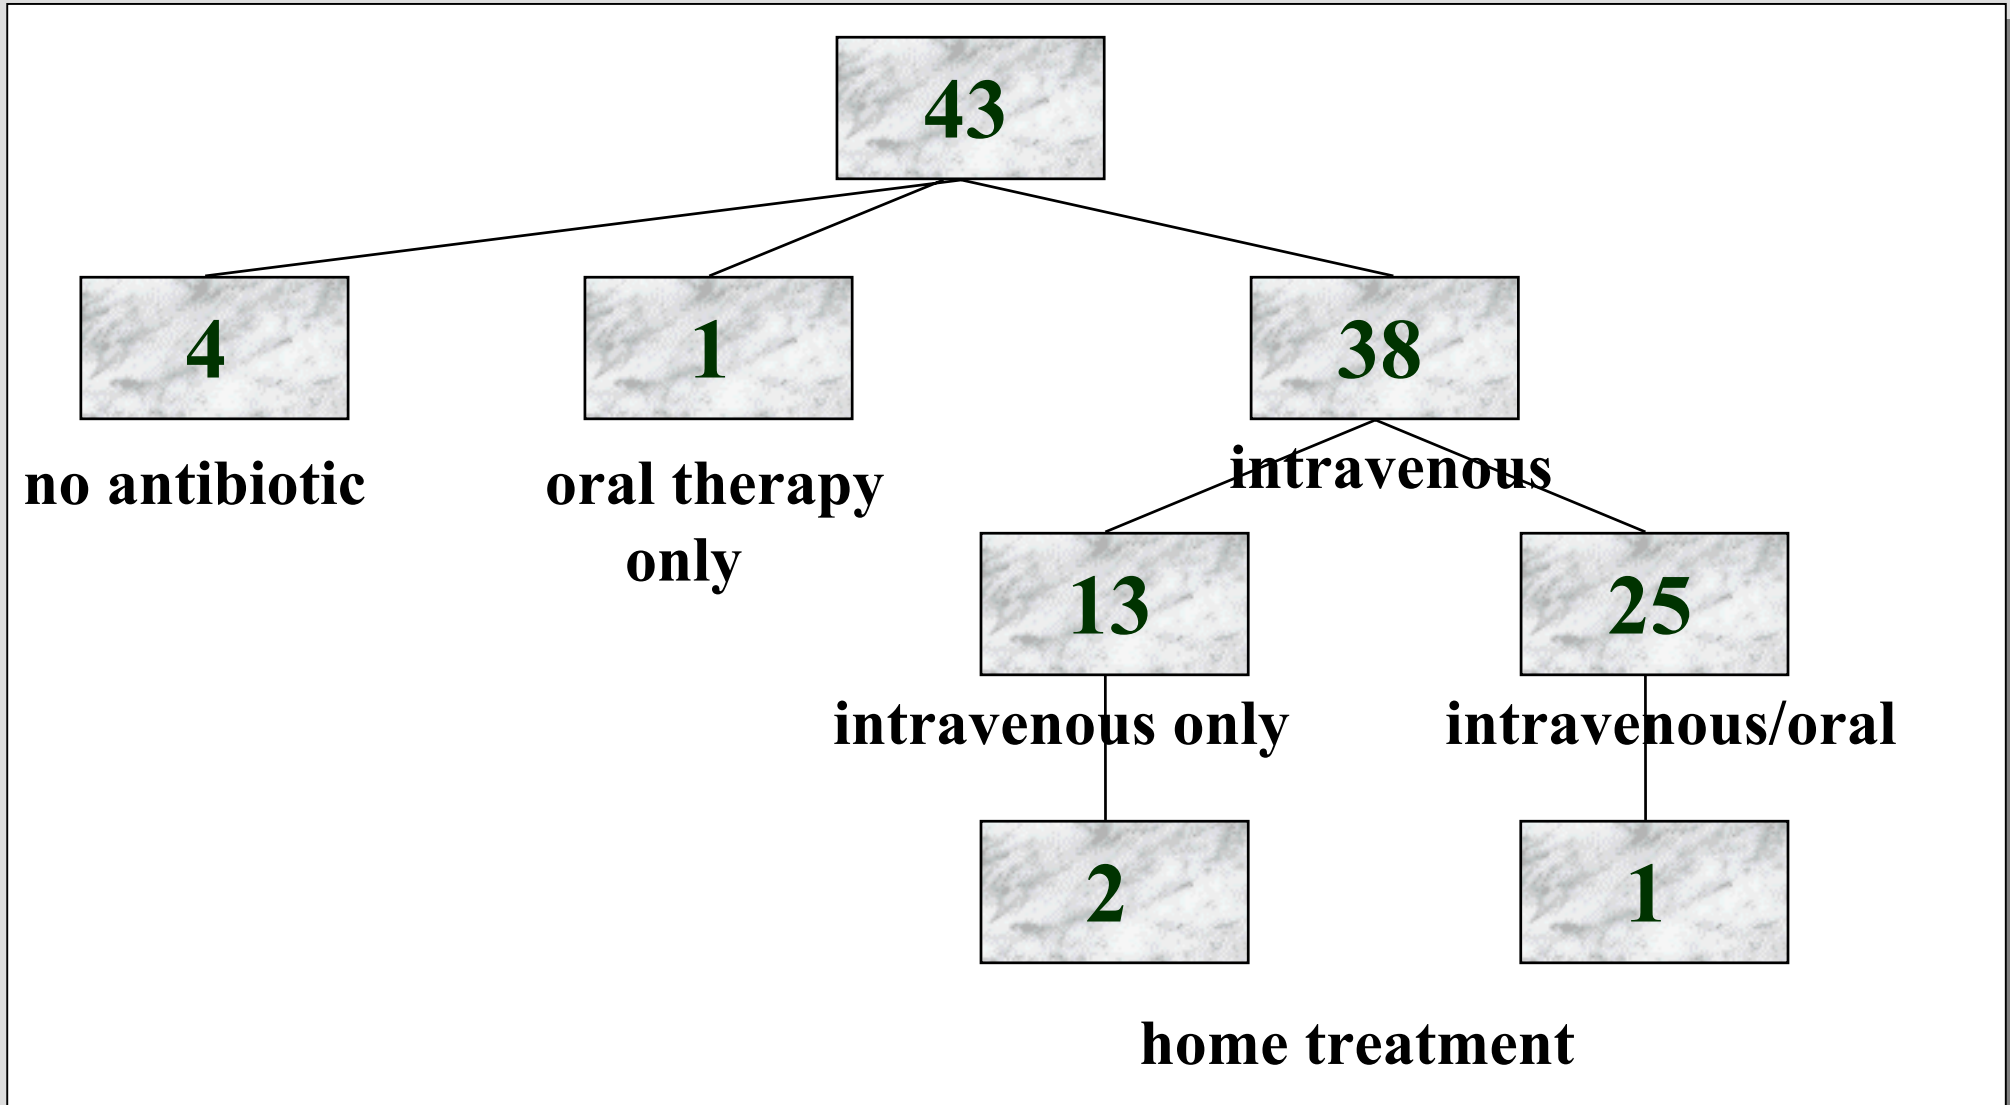 43
4
1
38
no antibiotic
oral therapy
only
intravenous
13
25
intravenous only
intravenous/oral
2
1
home treatment